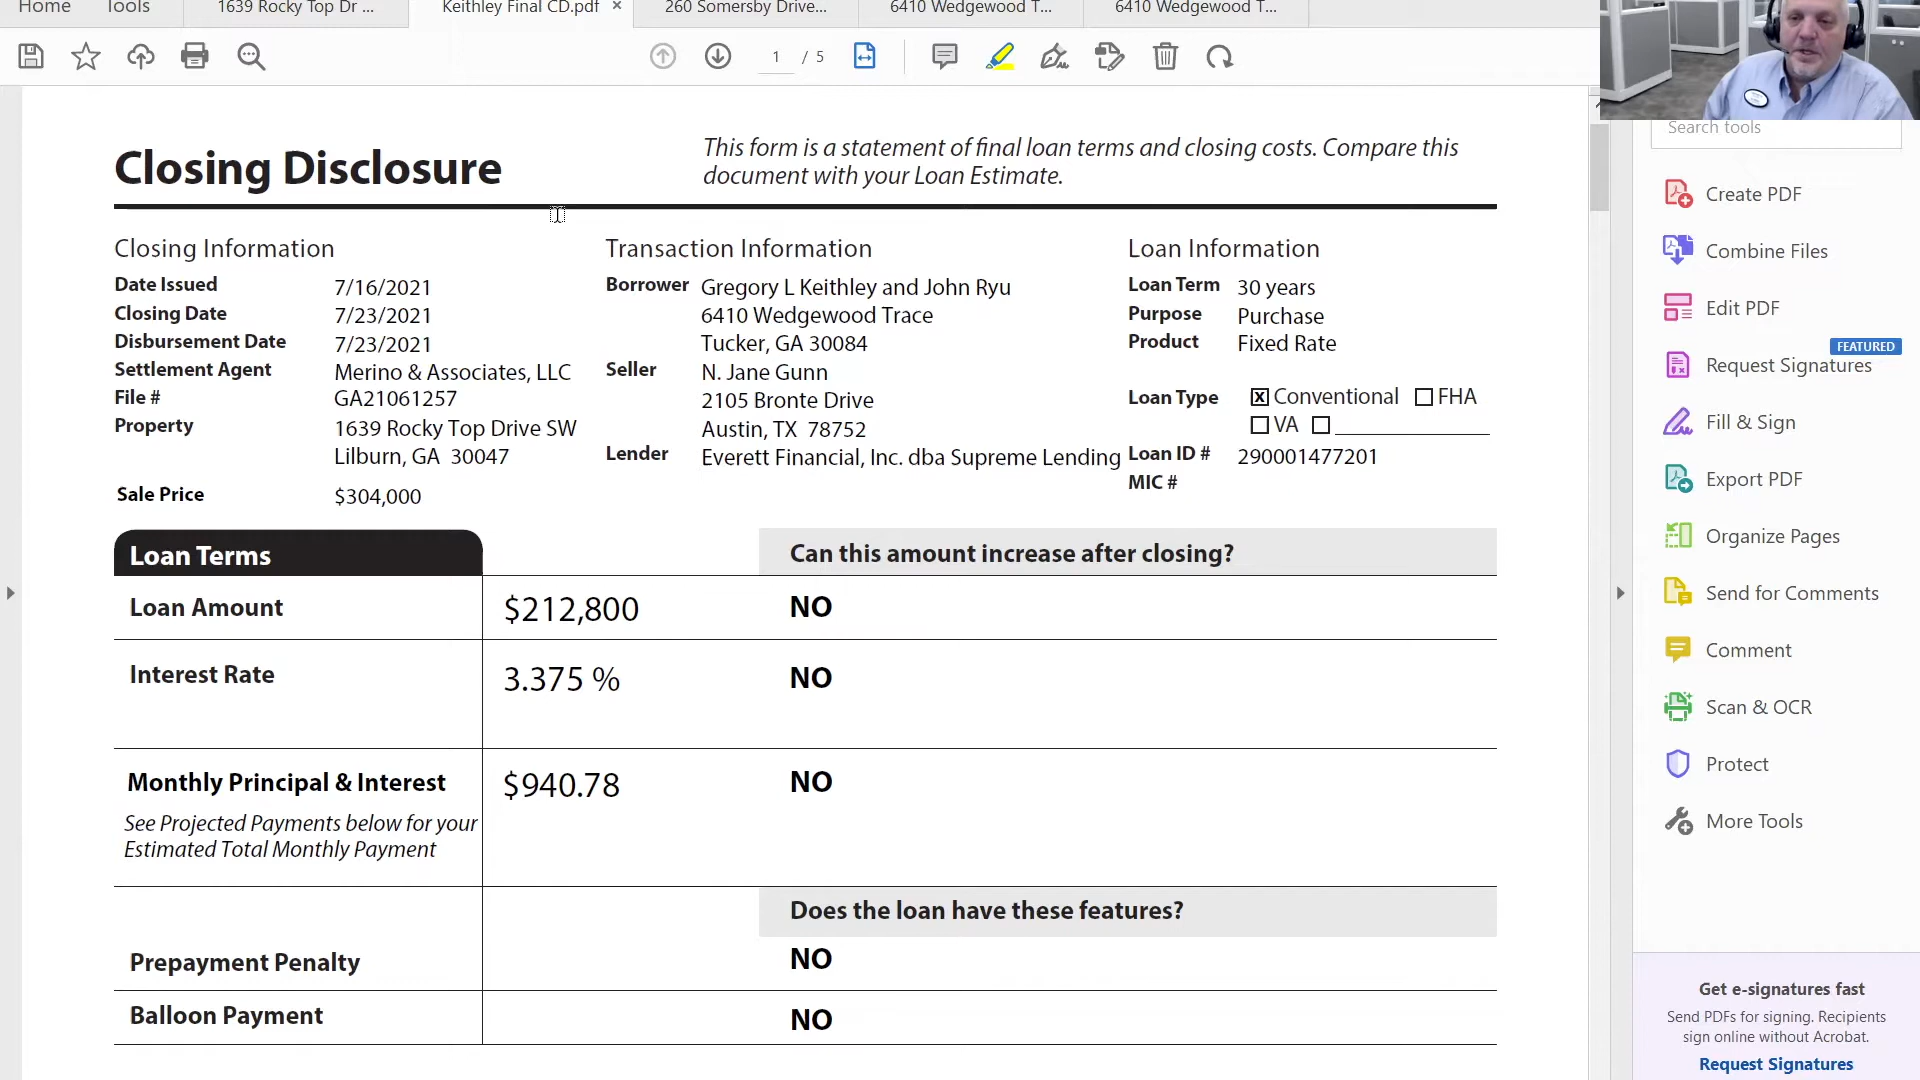 Home Tools 1639 Rocky Top Dr ... Keithley Final CD.pdf × 260 Somersby Drive... 6410 Wedgewood T... 6410 Wedgewood T...
1 / 5
Search tools
Closing Disclosure
This form is a statement of final loan terms and closing costs. Compare this
document with your Loan Estimate.
Closing Information
Date Issued 7/16/2021
Closing Date 7/23/2021
Disbursement Date 7/23/2021
Settlement Agent Merino & Associates, LLC
File # GA21061257
Property 1639 Rocky Top Drive SW
Lilburn, GA 30047
Sale Price $304,000
Transaction Information
Borrower Gregory L Keithley and John Ryu
6410 Wedgewood Trace
Tucker, GA 30084
Seller N. Jane Gunn
2105 Bronte Drive
Austin, TX 78752
Lender Everett Financial, Inc. dba Supreme Lending
Loan Information
Loan Term 30 years
Purpose Purchase
Product Fixed Rate
Loan Type x Conventional FHA
VA
Loan ID # 290001477201
MIC #
Loan Terms Can this amount increase after closing?
Loan Amount $212,800 NO
Interest Rate 3.375 % NO
Monthly Principal & Interest $940.78 NO
See Projected Payments below for your
Estimated Total Monthly Payment
Does the loan have these features?
Prepayment Penalty NO
Balloon Payment NO
Create PDF
Combine Files
Edit PDF
FEATURED
Request Signatures
Fill & Sign
Export PDF
Organize Pages
Send for Comments
Comment
Scan & OCR
Protect
More Tools
Get e-signatures fast
Send PDFs for signing. Recipients
sign online without Acrobat.
Request Signatures